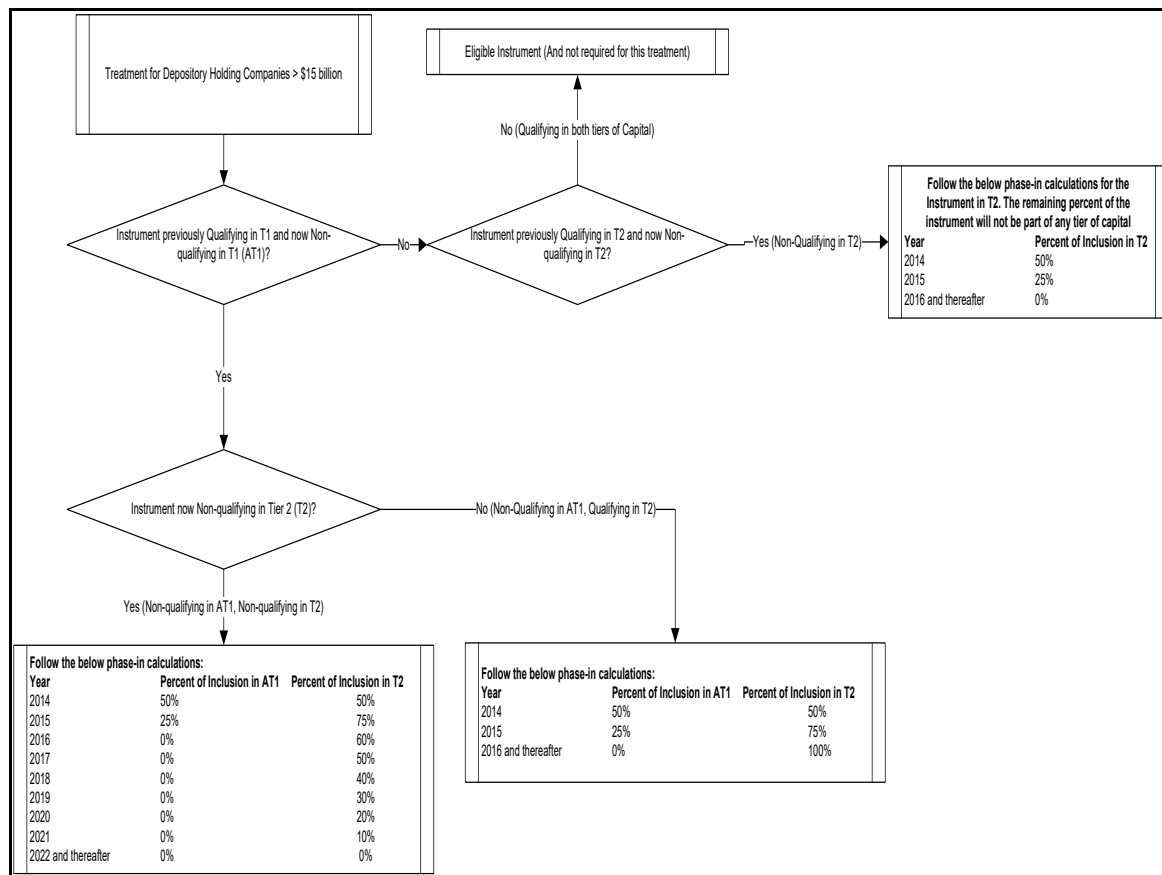 Treatment for Depository Holding Companies > $15 billion
Eligible Instrument (And not required for this treatment)
No (Qualifying in both tiers of Capital)
Instrument previously Qualifying in T1 and now Non-
qualifying in T1 (AT1)?
No
Instrument previously Qualifying in T2 and now Non-
qualifying in T2?
Yes (Non-Qualifying in T2)
Follow the below phase-in calculations for the
Instrument in T2. The remaining percent of the
instrument will not be part of any tier of capital
Year Percent of Inclusion in T2
2014 50%
2015 25%
2016 and thereafter 0%
Yes
Instrument now Non-qualifying in Tier 2 (T2)?
No (Non-Qualifying in AT1, Qualifying in T2)
Yes (Non-qualifying in AT1, Non-qualifying in T2)
Follow the below phase-in calculations:
Year Percent of Inclusion in AT1 Percent of Inclusion in T2
2014 50% 50%
2015 25% 75%
2016 0% 60%
2017 0% 50%
2018 0% 40%
2019 0% 30%
2020 0% 20%
2021 0% 10%
2022 and thereafter 0% 0%
Follow the below phase-in calculations:
Year Percent of Inclusion in AT1 Percent of Inclusion in T2
2014 50% 50%
2015 25% 75%
2016 and thereafter 0% 100%